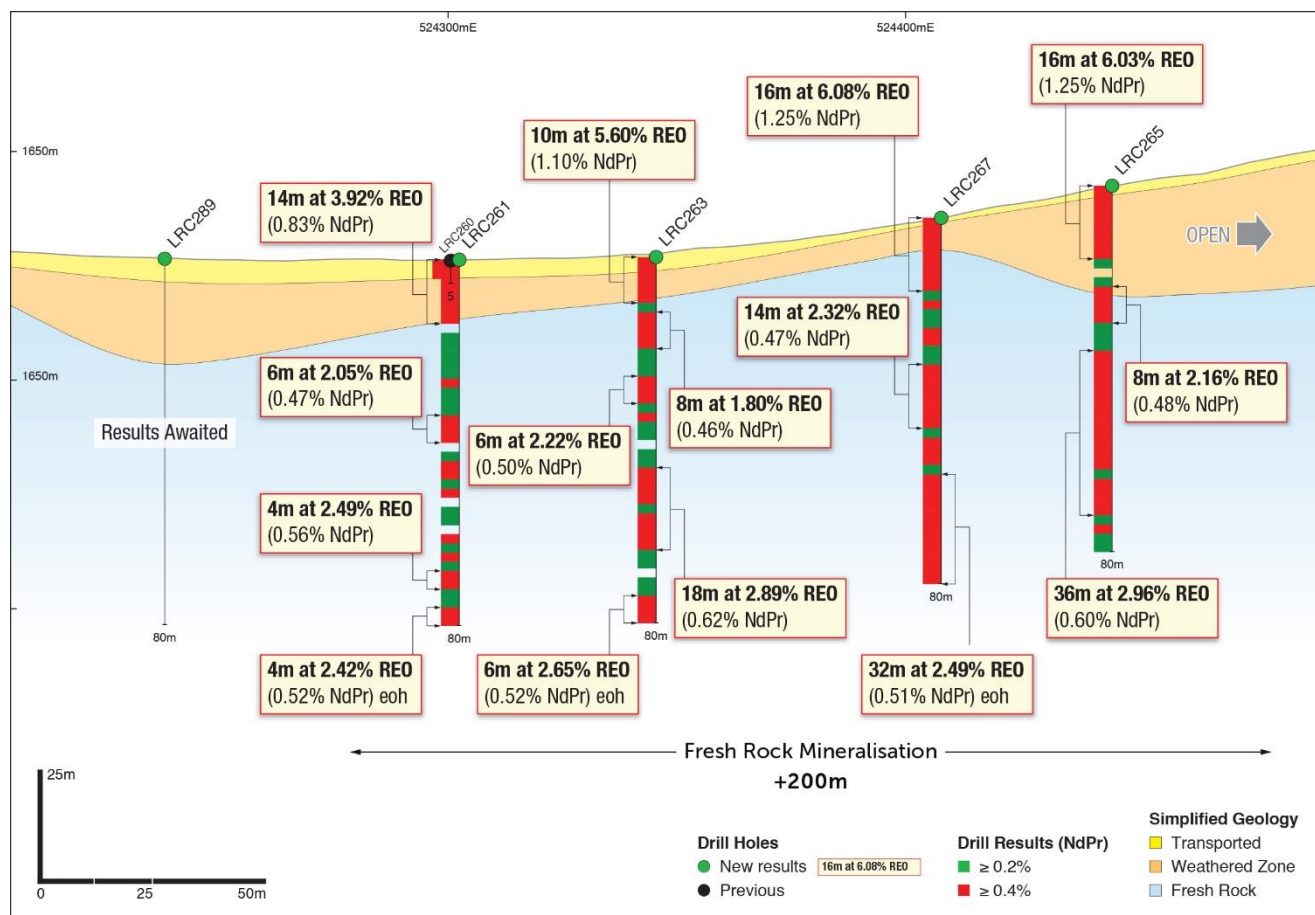 524300mE
524400mE
16m at 6.03% REO
(1.25% NdPr)
16m at 6.08% REO
(1.25% NdPr)
10m at 5.60% REO
(1.10% NdPr)
1650m
LRC289
14m at 3.92% REO
(0.83% NdPr)
LRC260
LRC261
LRC263
LRC267
LRC265
OPEN
5
14m at 2.32% REO
(0.47% NdPr)
6m at 2.05% REO
(0.47% NdPr)
1650m
8m at 2.16% REO
(0.48% NdPr)
8m at 1.80% REO
(0.46% NdPr)
Results Awaited
6m at 2.22% REO
(0.50% NdPr)
4m at 2.49% REO
(0.56% NdPr)
80m
18m at 2.89% REO
(0.62% NdPr)
36m at 2.96% REO
(0.60% NdPr)
80m
80m
80m
80m
4m at 2.42% REO
(0.52% NdPr) eoh
6m at 2.65% REO
(0.52% NdPr) eoh
32m at 2.49% REO
(0.51% NdPr) eoh
Fresh Rock Mineralisation
+200m
25m
0
25
50m
Drill Holes
New results
16m at 6.08% REO
Previous
Drill Results (NdPr)
≥ 0.2%
≥ 0.4%
Simplified Geology
Transported
Weathered Zone
Fresh Rock